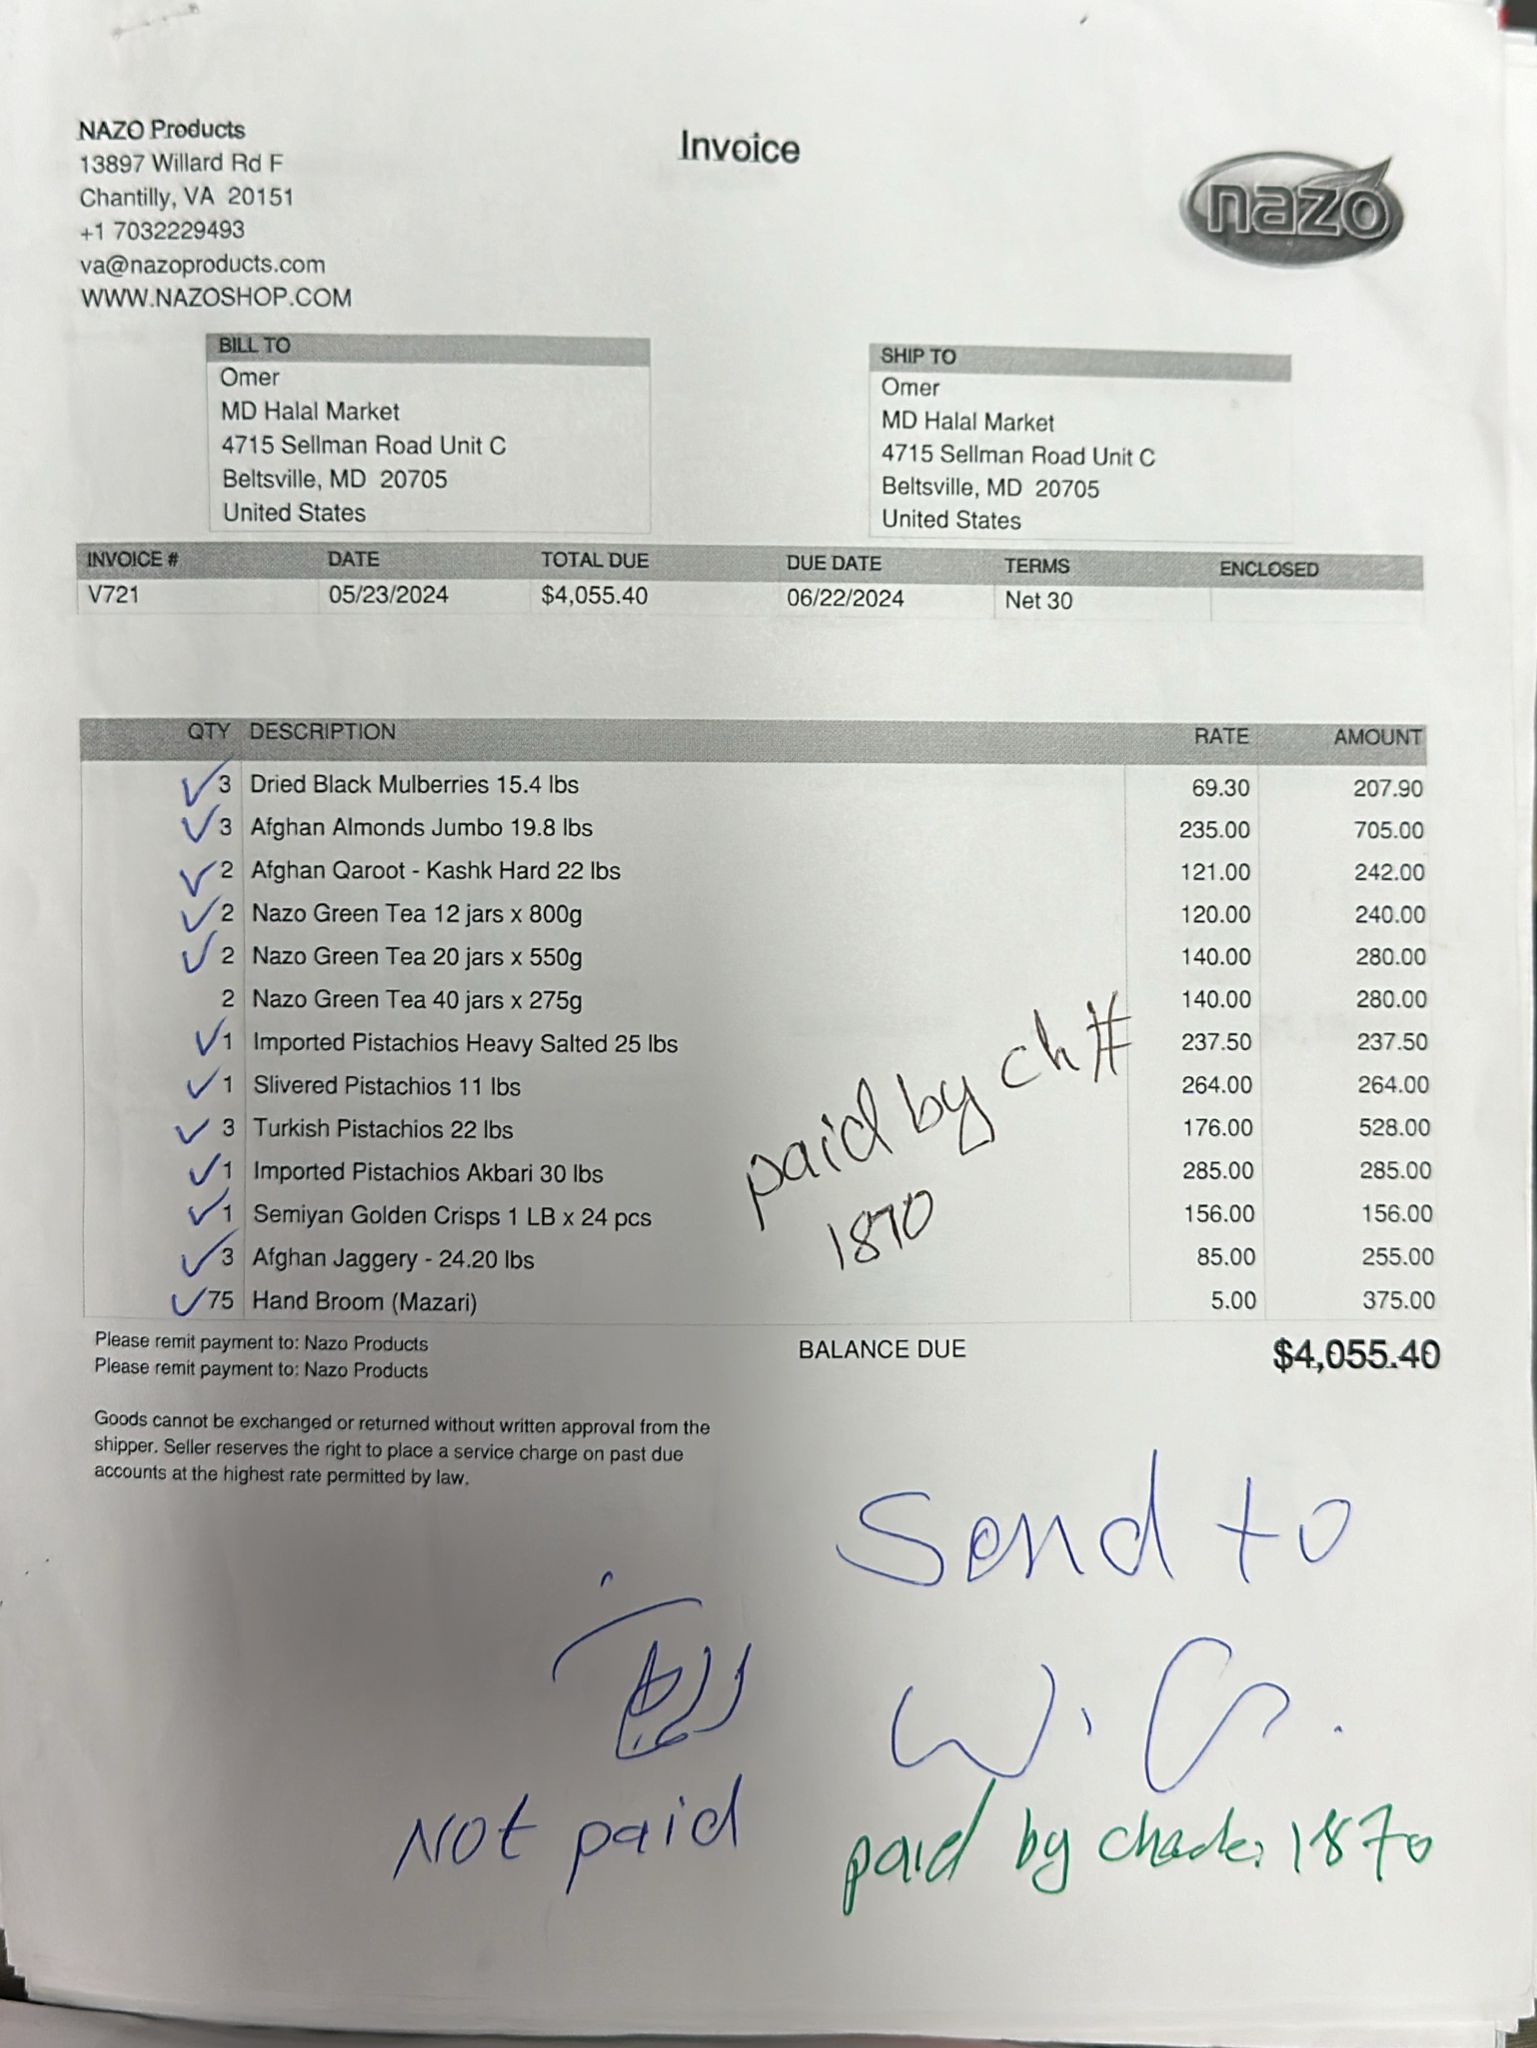 NAZO Products
13897 Willard Rd F
Chantilly, VA 20151
+1 7032229493
va@nazoproducts.com
WWW.NAZOSHOP.COM
Invoice
nazo
BILL TO
Omer
MD Halal Market
4715 Sellman Road Unit C
Beltsville, MD 20705
United States
SHIP TO
Omer
MD Halal Market
4715 Sellman Road Unit C
Beltsville, MD 20705
United States
INVOICE # DATE TOTAL DUE DUE DATE TERMS ENCLOSED
V721 05/23/2024 $4,055.40 06/22/2024 Net 30
QTY DESCRIPTION RATE AMOUNT
3 Dried Black Mulberries 15.4 lbs 69.30 207.90
3 Afghan Almonds Jumbo 19.8 lbs 235.00 705.00
2 Afghan Qaroot - Kashk Hard 22 lbs 121.00 242.00
2 Nazo Green Tea 12 jars x 800g 120.00 240.00
2 Nazo Green Tea 20 jars x 550g 140.00 280.00
2 Nazo Green Tea 40 jars x 275g 140.00 280.00
1 Imported Pistachios Heavy Salted 25 lbs 237.50 237.50
1 Slivered Pistachios 11 lbs 264.00 264.00
3 Turkish Pistachios 22 lbs 176.00 528.00
1 Imported Pistachios Akbari 30 lbs 285.00 285.00
1 Semiyan Golden Crisps 1 LB x 24 pcs 156.00 156.00
3 Afghan Jaggery - 24.20 lbs 85.00 255.00
75 Hand Broom (Mazari) 5.00 375.00
paid by ch #
1870
Please remit payment to: Nazo Products
Please remit payment to: Nazo Products
BALANCE DUE $4,055.40
Goods cannot be exchanged or returned without written approval from the
shipper. Seller reserves the right to place a service charge on past due
accounts at the highest rate permitted by law.
Send to
Not paid
paid by check 1870